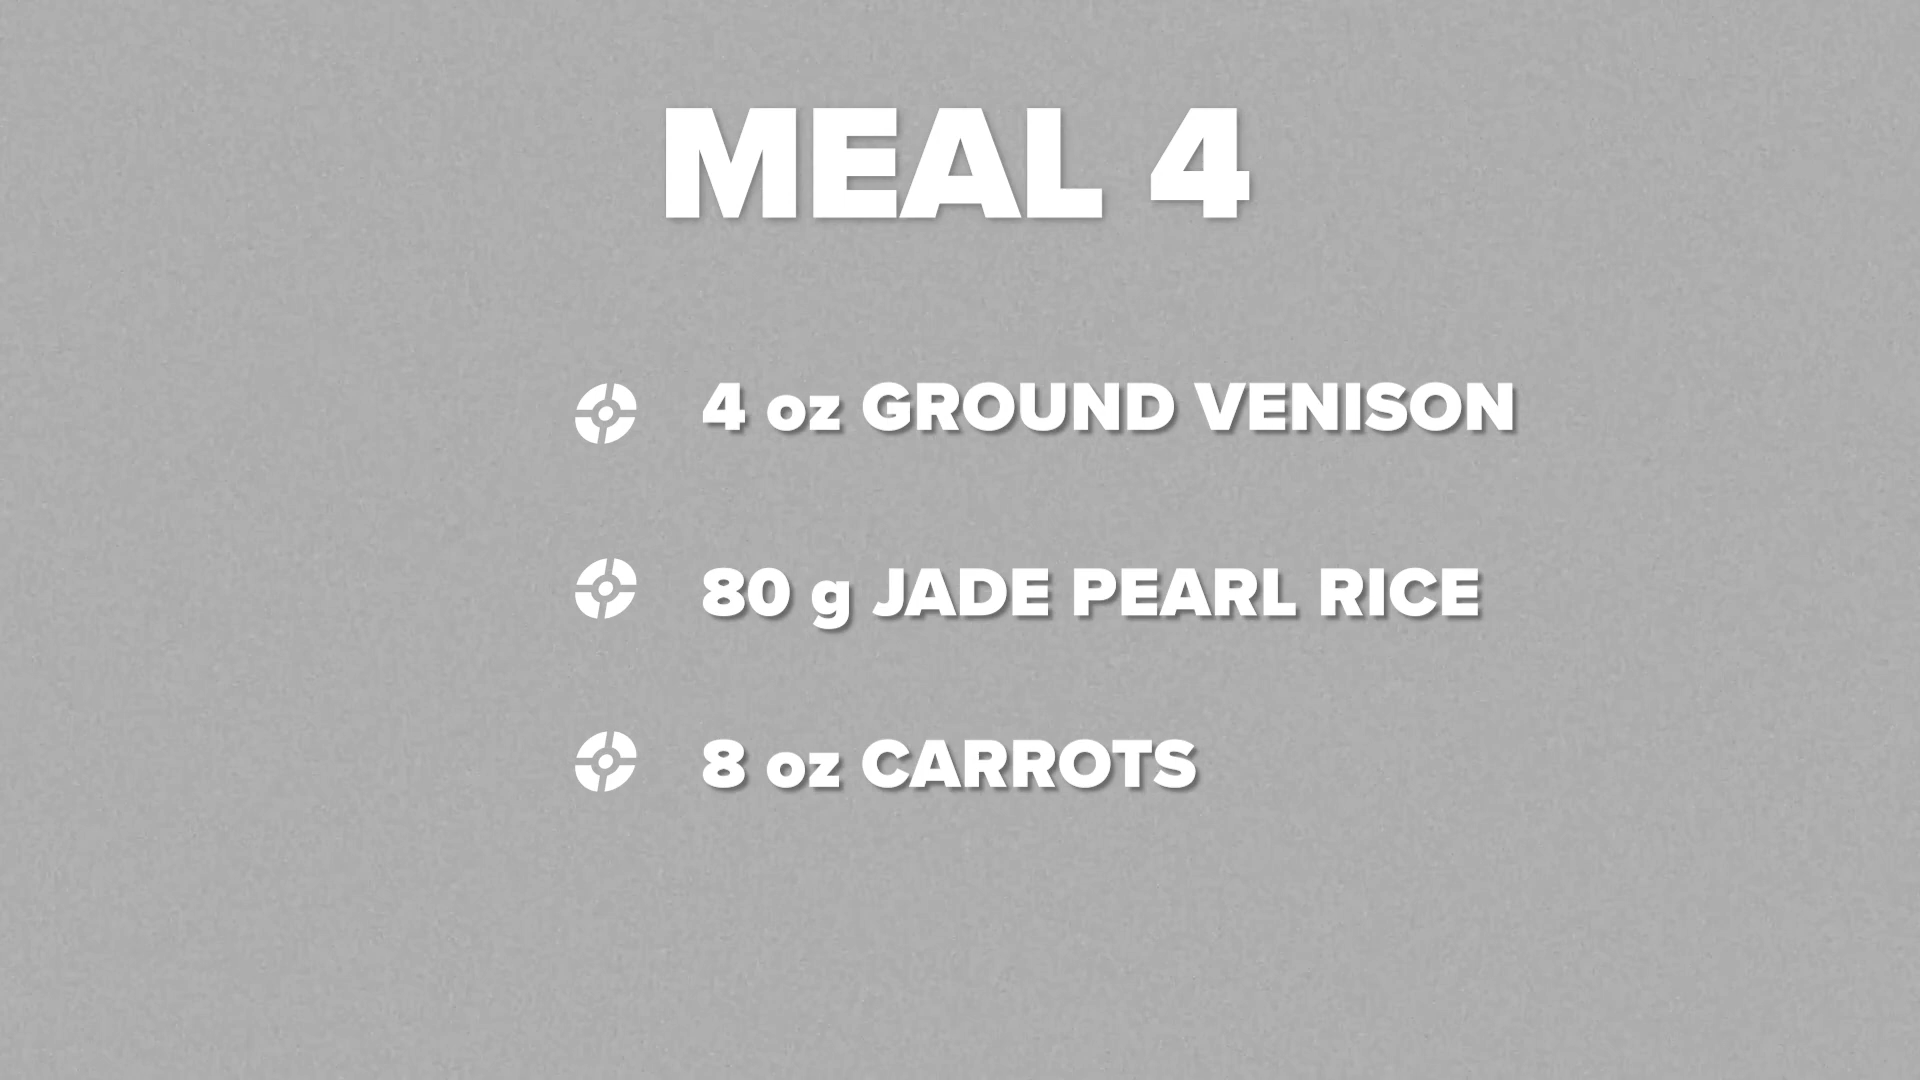 MEAL 4
4 oz GROUND VENISON
80 g JADE PEARL RICE
8 oz CARROTS